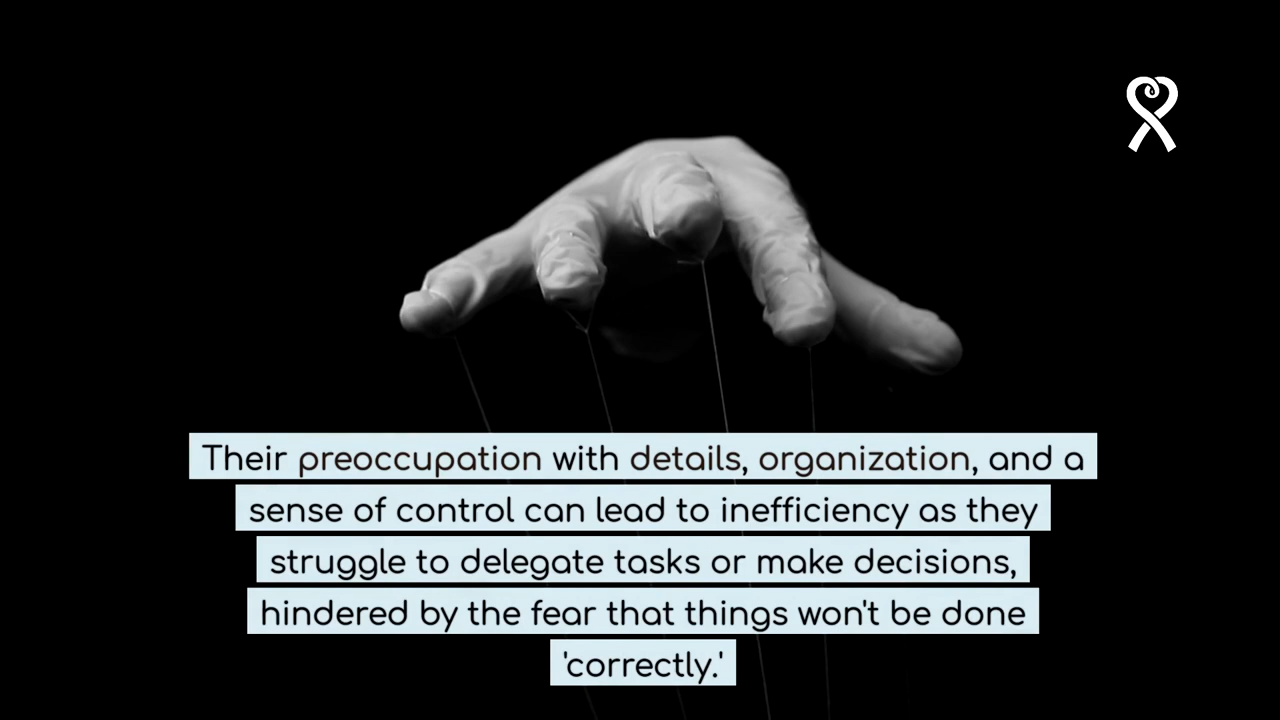 Their preoccupation with details, organization, and a
sense of control can lead to inefficiency as they
struggle to delegate tasks or make decisions,
hindered by the fear that things won't be done
'correctly.'